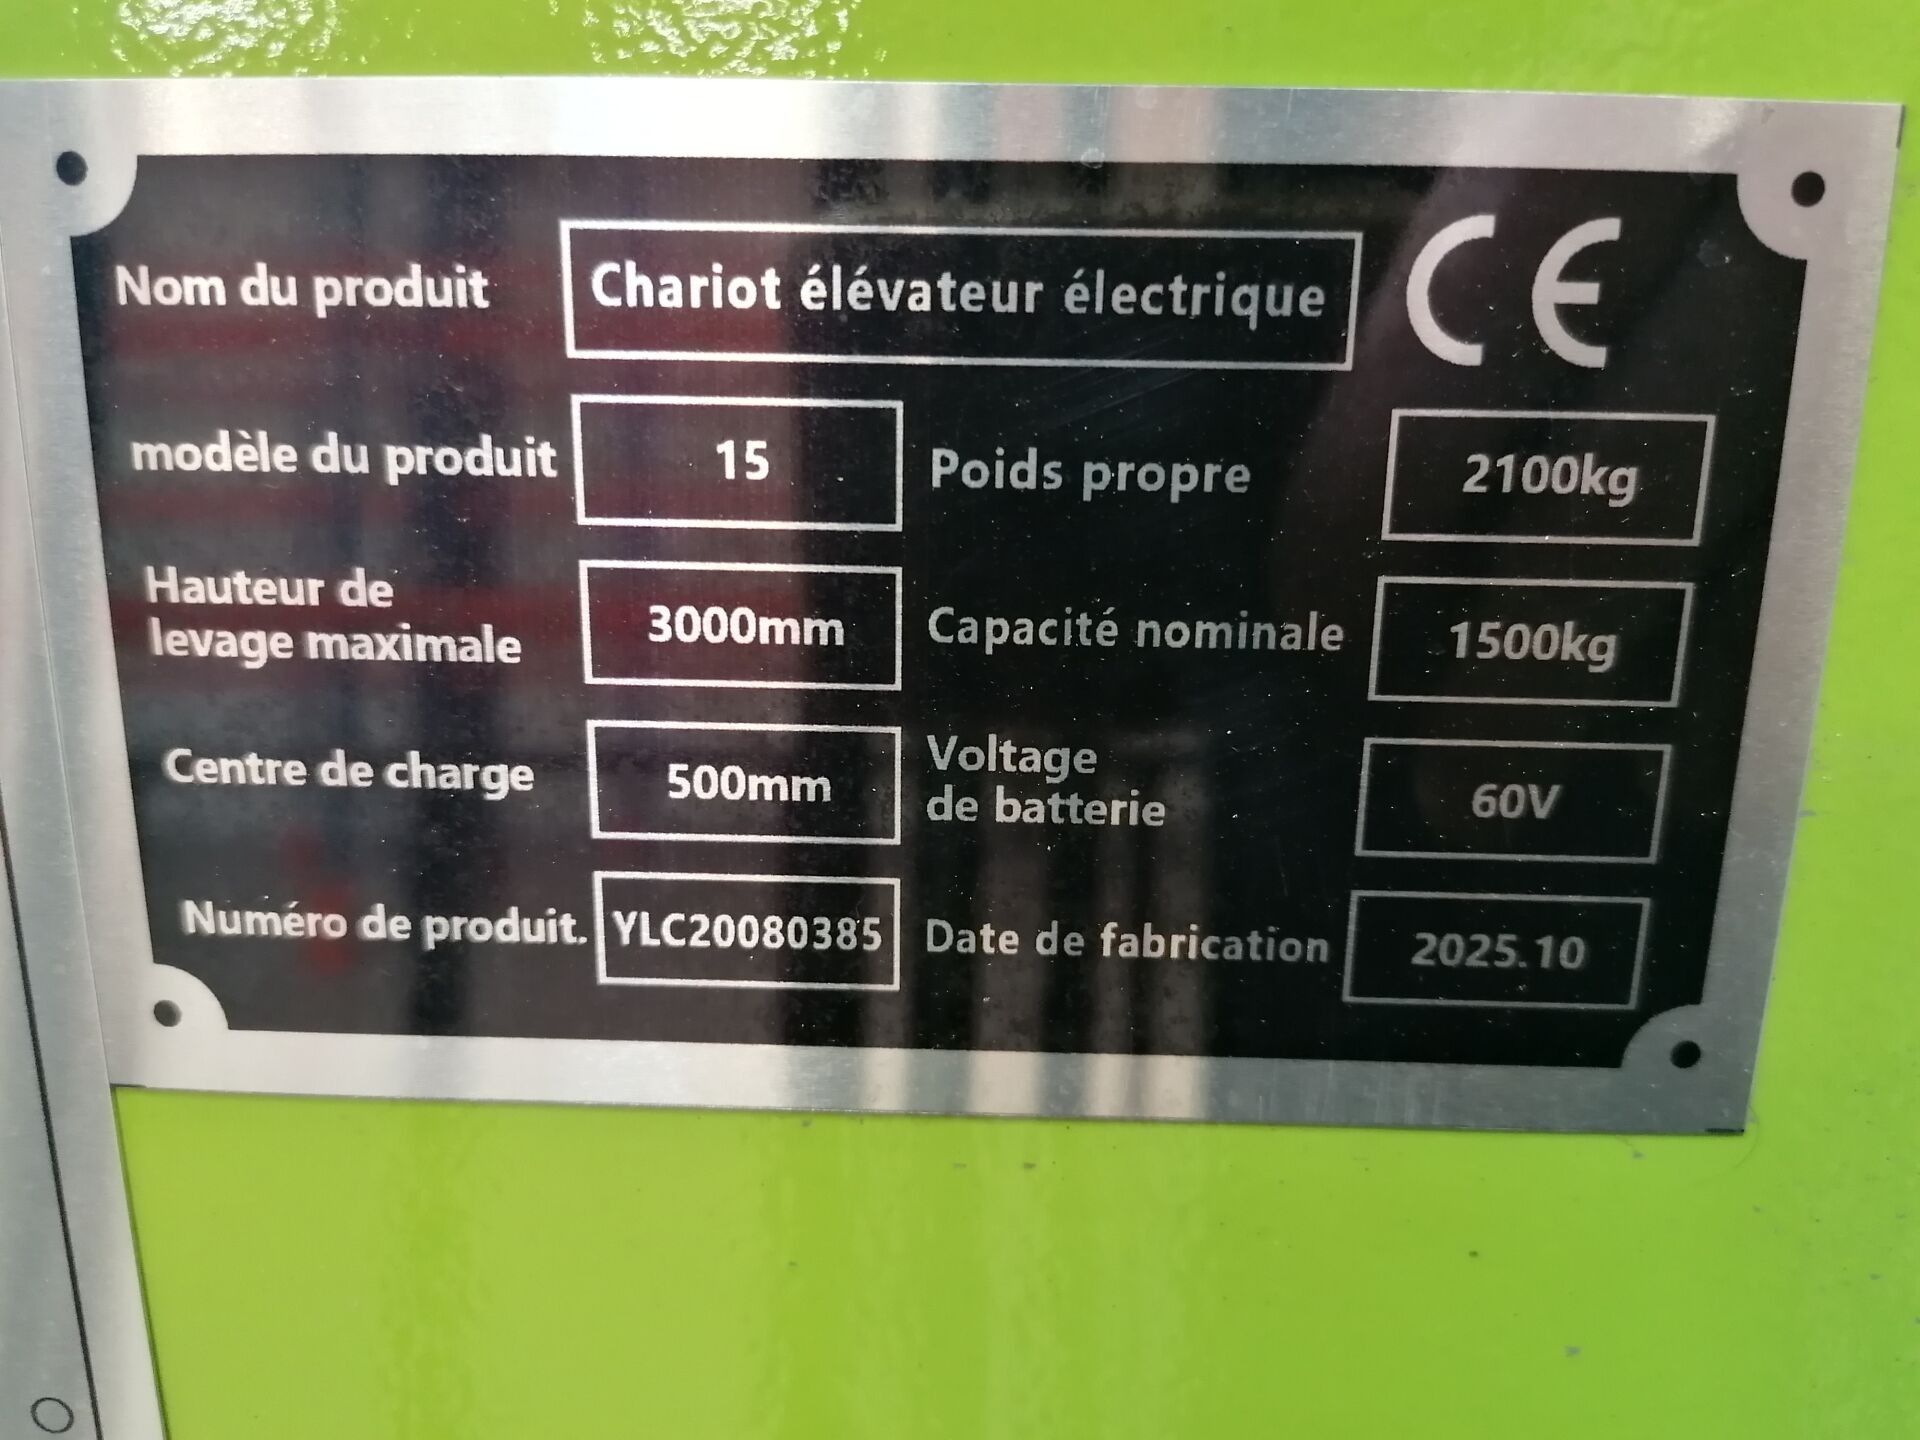 Nom du produit Chariot élévateur électrique CE
modèle du produit 15 Poids propre 2100kg
Hauteur de
levage maximale 3000mm Capacité nominale 1500kg
Centre de charge 500mm Voltage
de batterie 60V
Numéro de produit. YLC20080385 Date de fabrication 2025.10